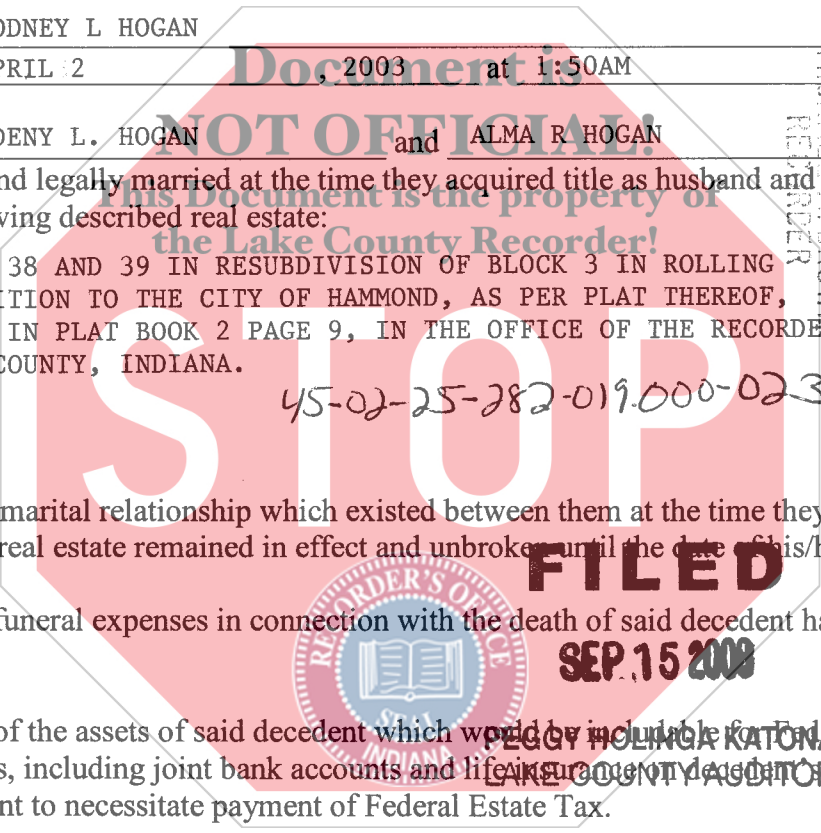 ODNEY L HOGAN
PRIL 2 , 2003 at 1:50AM
Document is
DENY L. HOGAN and ALMA R HOGAN
NOT OFFICIAL!
nd legally married at the time they acquired title as husband and
This Document is the property of
ving described real estate:
the Lake County Recorder!
RECORDER
38 AND 39 IN RESUBDIVISION OF BLOCK 3 IN ROLLING
ITION TO THE CITY OF HAMMOND, AS PER PLAT THEREOF,
IN PLAT BOOK 2 PAGE 9, IN THE OFFICE OF THE RECORDE
COUNTY, INDIANA.
45-02-25-282-019.000-023
STOP
marital relationship which existed between them at the time they
real estate remained in effect and unbroken until the date of his/h
FILED
funeral expenses in connection with the death of said decedent ha
SEP 15 2009
RECORDER'S OFFICE
SEAL
INDIANA
of the assets of said decedent which would be includable for Fed
PEGGY HOLINGA KATONA
s, including joint bank accounts and life insurance on decedent's
LAKE COUNTY AUDITOR
nt to necessitate payment of Federal Estate Tax.